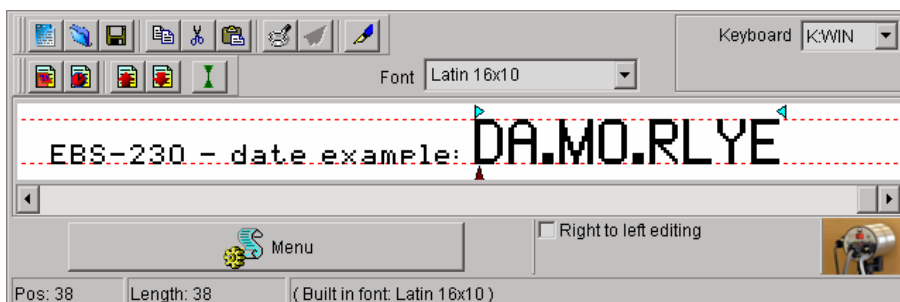 Keyboard K:WIN
Font Latin 16x10
EBS-230 - date example: DA.MO.RLYE
Menu
Right to left editing
Pos: 38 Length: 38 ( Built in font: Latin 16x10 )